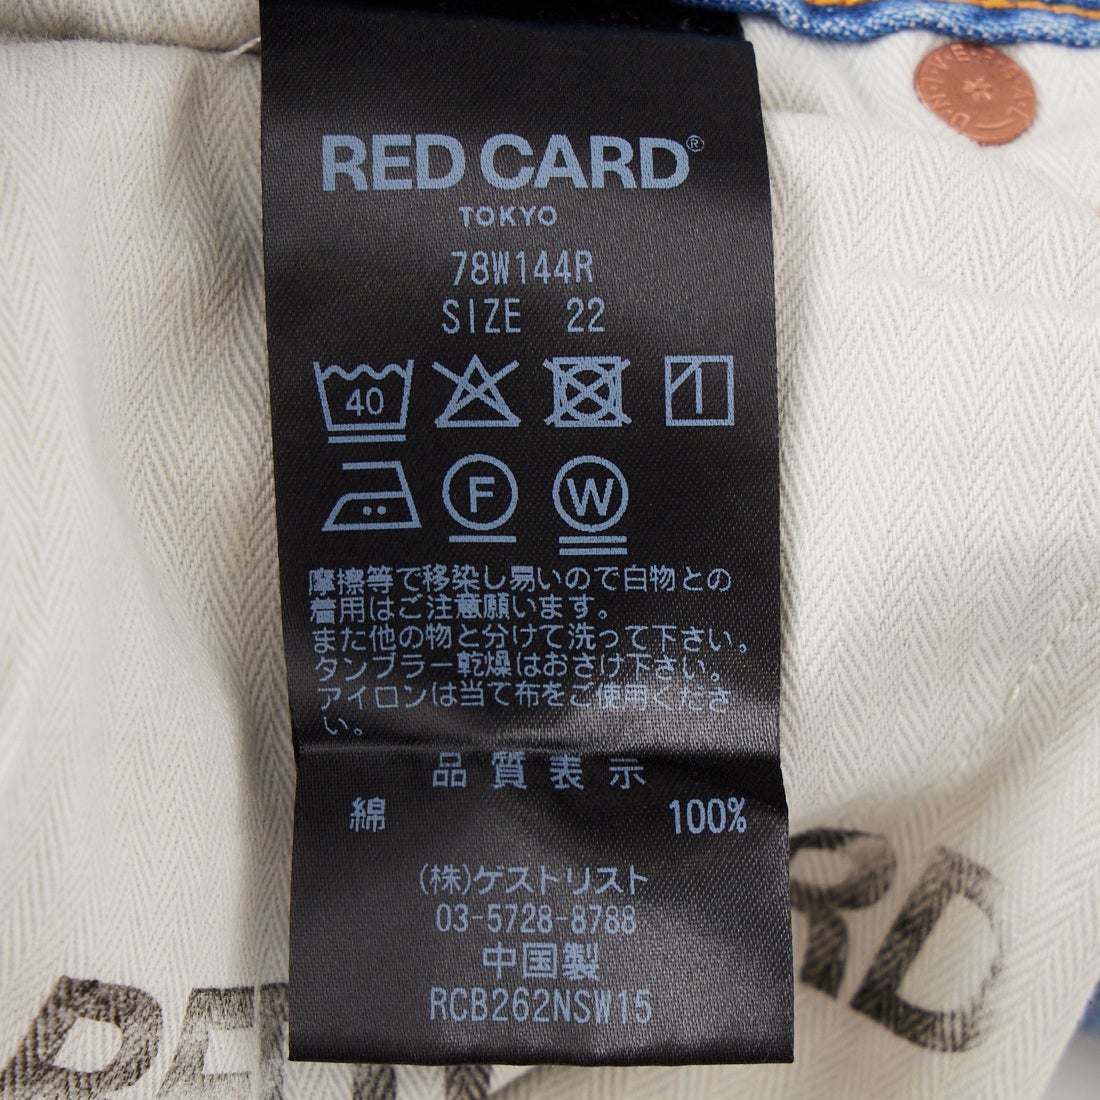 UNIVERSAL
RED CARD®
TOKYO
78W144R
SIZE 22
40
F W
摩擦等で移染し易いので白物との
着用はご注意願います。
また他の物と分けて洗って下さい。
タンブラー乾燥はおさけ下さい。
アイロンは当て布をご使用くださ
い。
品質表示
綿 100%
(株)ゲストリスト
03-5728-8788
中国製
RCB262NSW15
RD